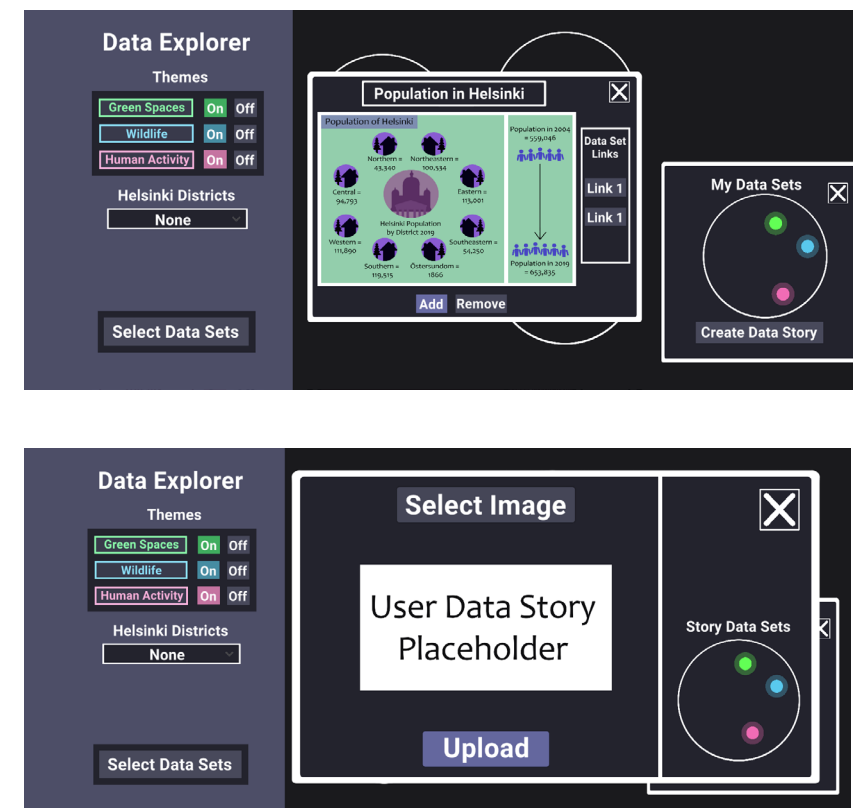 Data Explorer
Themes
Green Spaces On Off
Wildlife On Off
Human Activity On Off
Helsinki Districts
None
Select Data Sets
Population in Helsinki
Population of Helsinki
Northern =
43,340
Northeastern =
100,534
Central =
94,793
Eastern =
113,001
Helsinki Population
by District 2019
Western =
111,890
Southeastern =
54,250
Southern =
119,515
Östersundom =
1866
Population in 2004
= 559,046
Population in 2019
= 653,835
Data Set
Links
Link 1
Link 1
Add Remove
My Data Sets
Create Data Story
Data Explorer
Themes
Green Spaces On Off
Wildlife On Off
Human Activity On Off
Helsinki Districts
None
Select Data Sets
Select Image
User Data Story
Placeholder
Upload
Story Data Sets